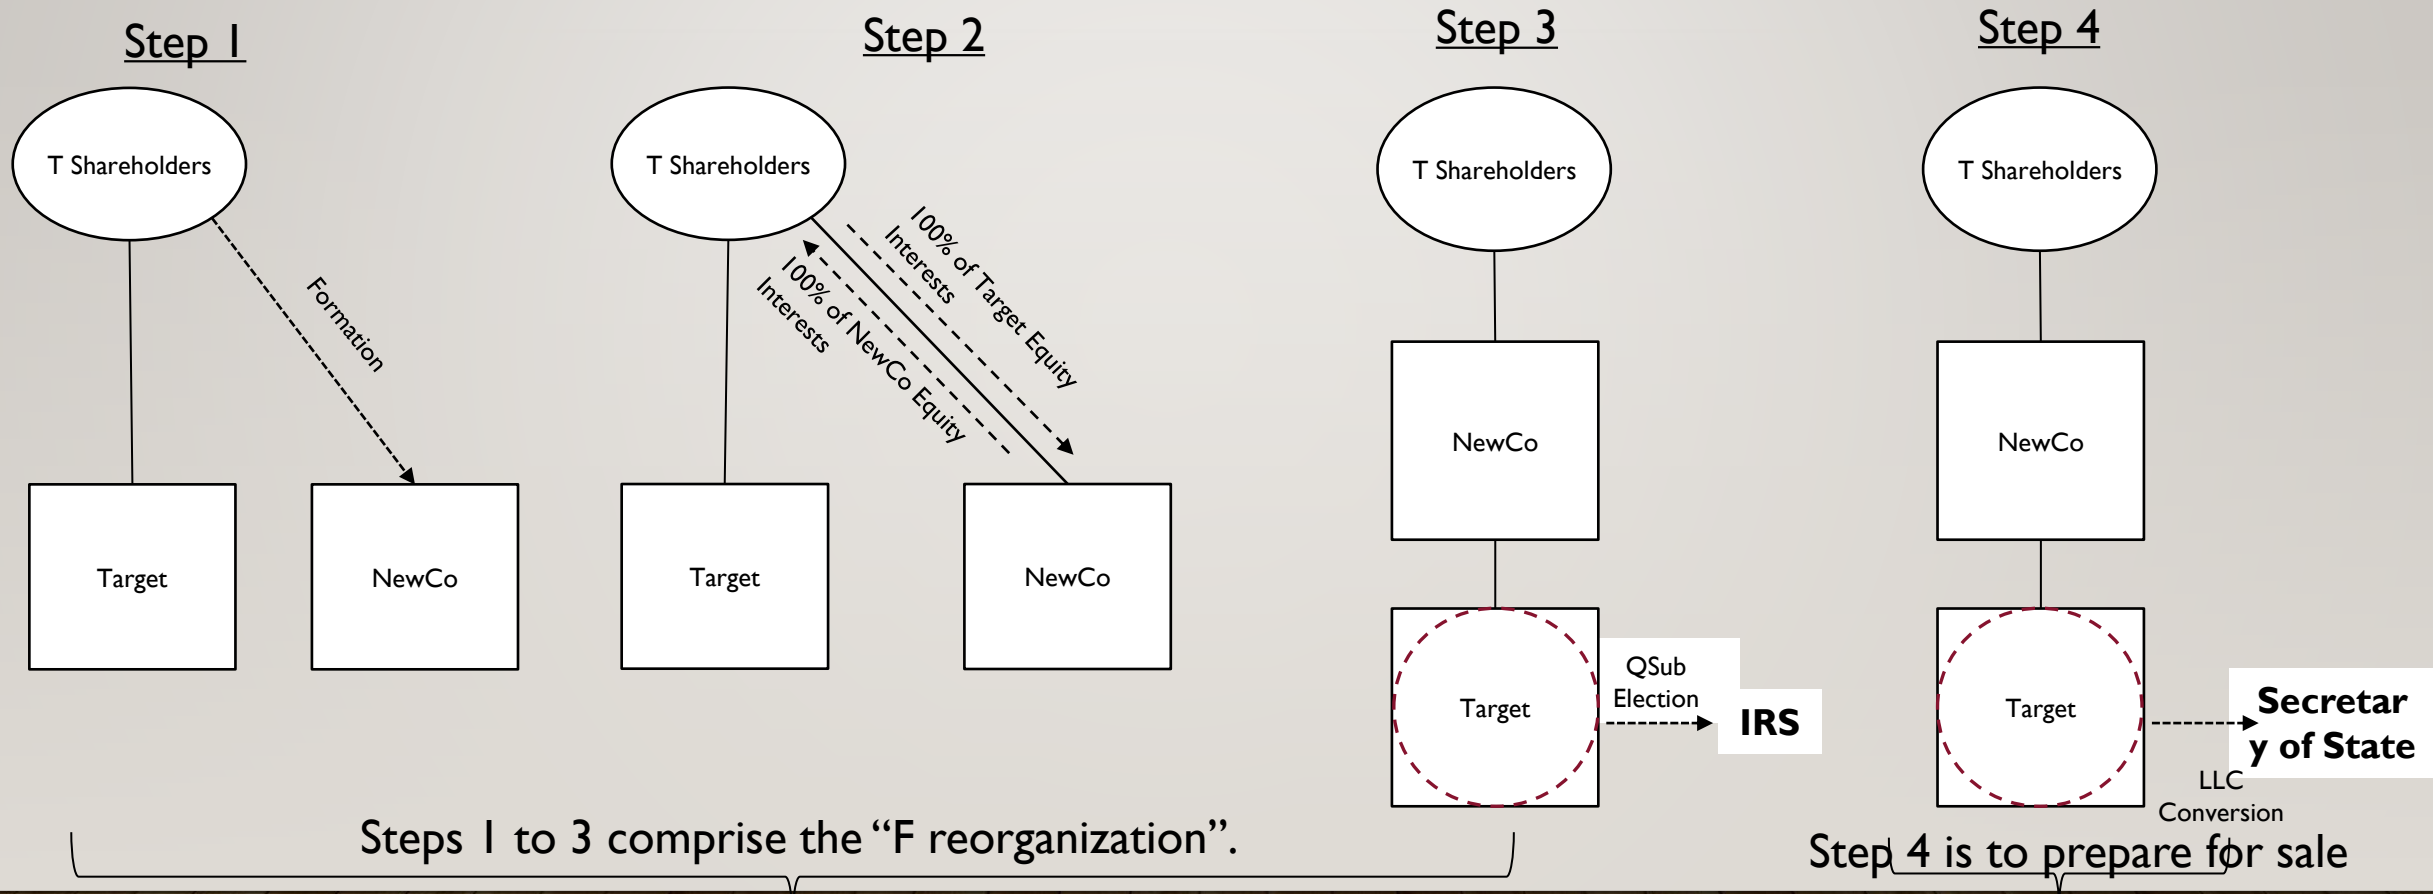 Step 1
Step 2
Step 3
Step 4
T Shareholders
Formation
Target
NewCo
T Shareholders
100% of Target Equity
Interests
100% of NewCo Equity
Interests
Target
NewCo
T Shareholders
NewCo
Target
QSub
Election
IRS
T Shareholders
NewCo
Target
Secretar
y of State
LLC
Conversion
Steps 1 to 3 comprise the “F reorganization”.
Step 4 is to prepare for sale